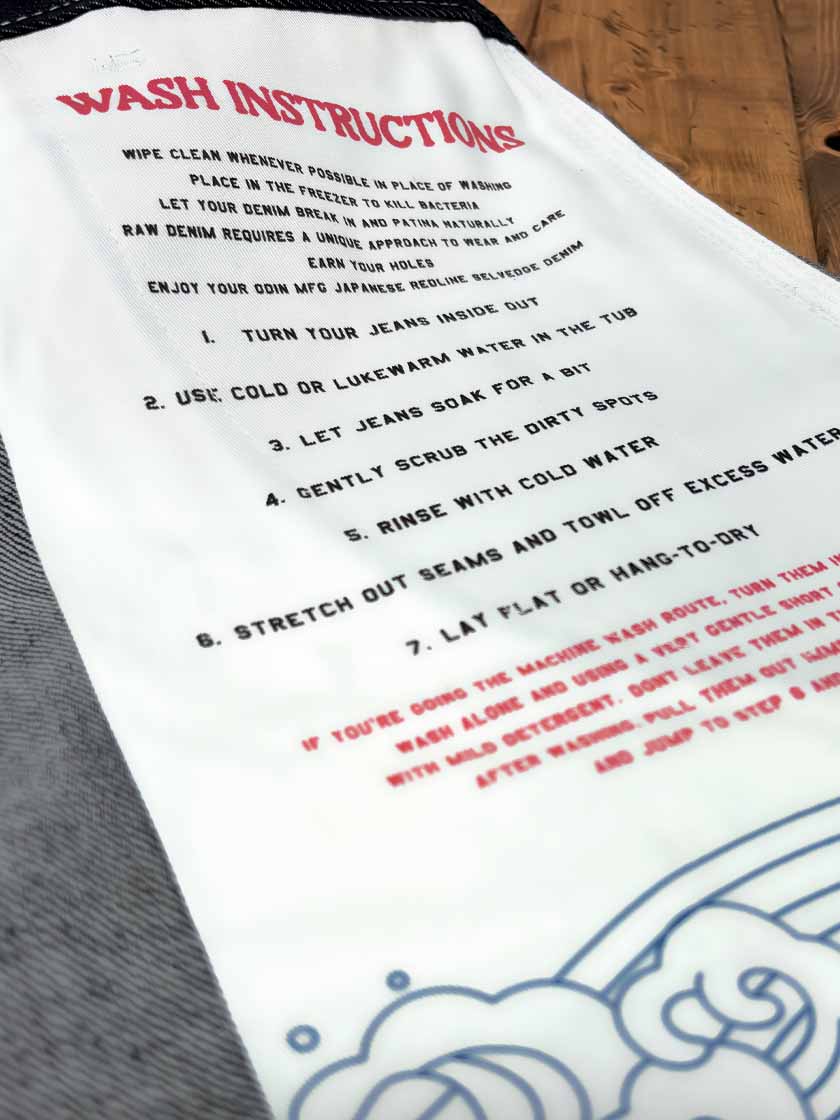 WASH INSTRUCTIONS
WIPE CLEAN WHENEVER POSSIBLE IN PLACE OF WASHING
PLACE IN THE FREEZER TO KILL BACTERIA
LET YOUR DENIM BREAK IN AND PATINA NATURALLY
RAW DENIM REQUIRES A UNIQUE APPROACH TO WEAR AND CARE
EARN YOUR HOLES
ENJOY YOUR ODIN MFG JAPANESE REDLINE SELVEDGE DENIM
1. TURN YOUR JEANS INSIDE OUT
2. USE COLD OR LUKEWARM WATER IN THE TUB
3. LET JEANS SOAK FOR A BIT
4. GENTLY SCRUB THE DIRTY SPOTS
5. RINSE WITH COLD WATER
6. STRETCH OUT SEAMS AND TOWL OFF EXCESS WATER
7. LAY FLAT OR HANG-TO-DRY
IF YOU'RE GOING THE MACHINE WASH ROUTE, TURN THEM
WASH ALONE AND USING A VERY GENTLE SHORT
WITH MILD DETERGENT. DONT LEAVE THEM IN
AFTER WASHING. PULL THEM OUT
AND JUMP TO STEP 6 AND